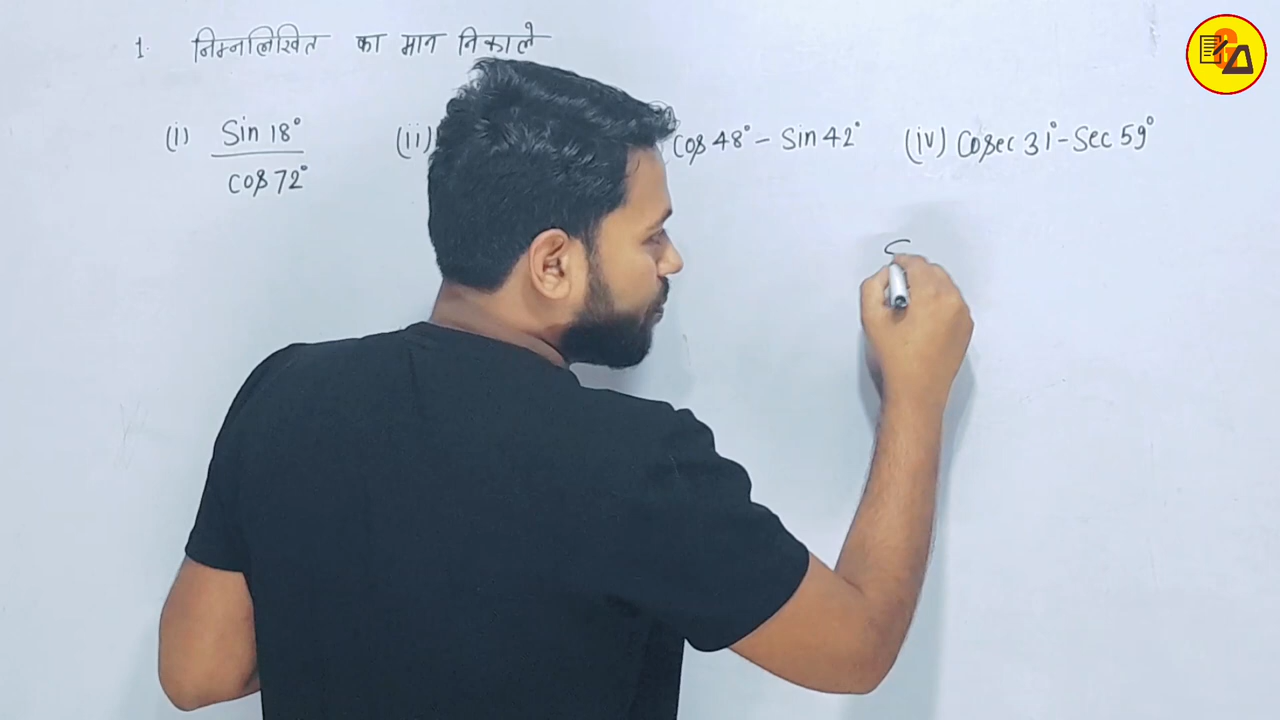 1. निम्नलिखित का मान निकाले
(i) Sin 18° / cos 72° (ii) cos 48° - Sin 42° (iv) Cosec 31° - Sec 59°